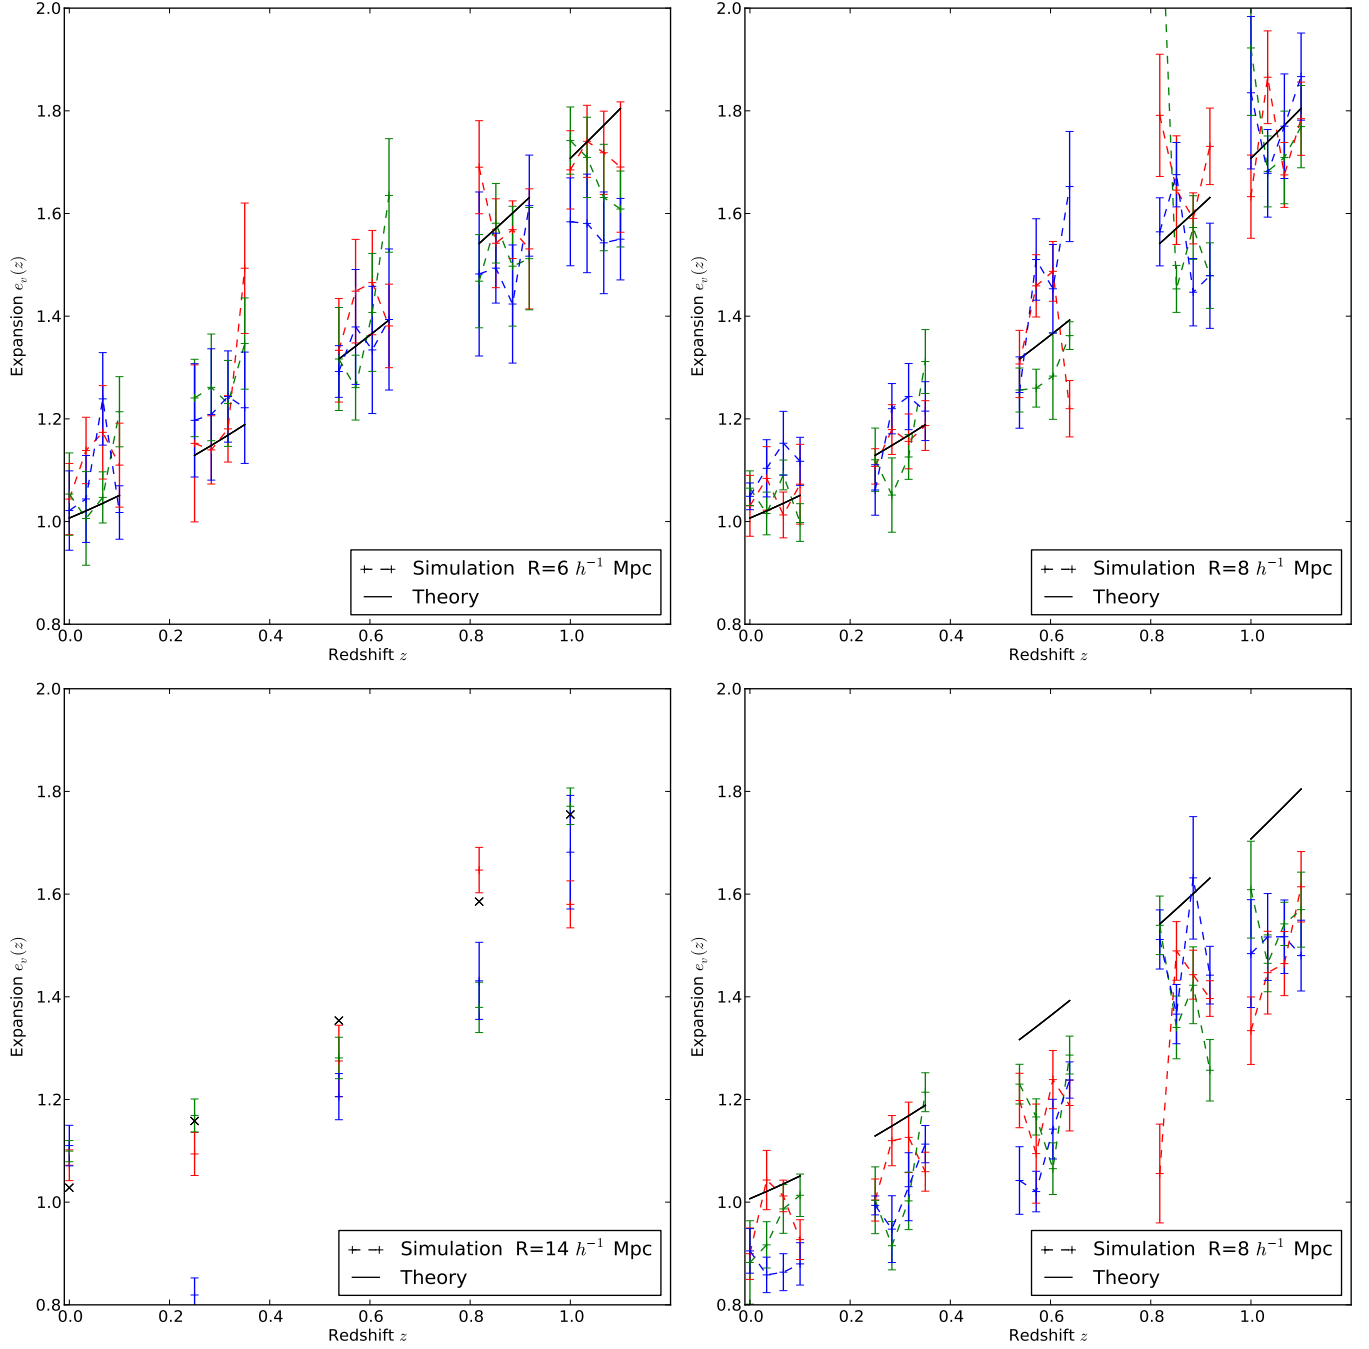 2.0
1.8
1.6
1.4
1.2
1.0
0.8
Expansion e_v(z)
0.0 0.2 0.4 0.6 0.8 1.0
Redshift z
Simulation R=6 h⁻¹ Mpc
Theory
2.0
1.8
1.6
1.4
1.2
1.0
0.8
Expansion e_v(z)
0.0 0.2 0.4 0.6 0.8 1.0
Redshift z
Simulation R=8 h⁻¹ Mpc
Theory
2.0
1.8
1.6
1.4
1.2
1.0
0.8
Expansion e_v(z)
0.0 0.2 0.4 0.6 0.8 1.0
Redshift z
Simulation R=14 h⁻¹ Mpc
Theory
2.0
1.8
1.6
1.4
1.2
1.0
0.8
Expansion e_v(z)
0.0 0.2 0.4 0.6 0.8 1.0
Redshift z
Simulation R=8 h⁻¹ Mpc
Theory